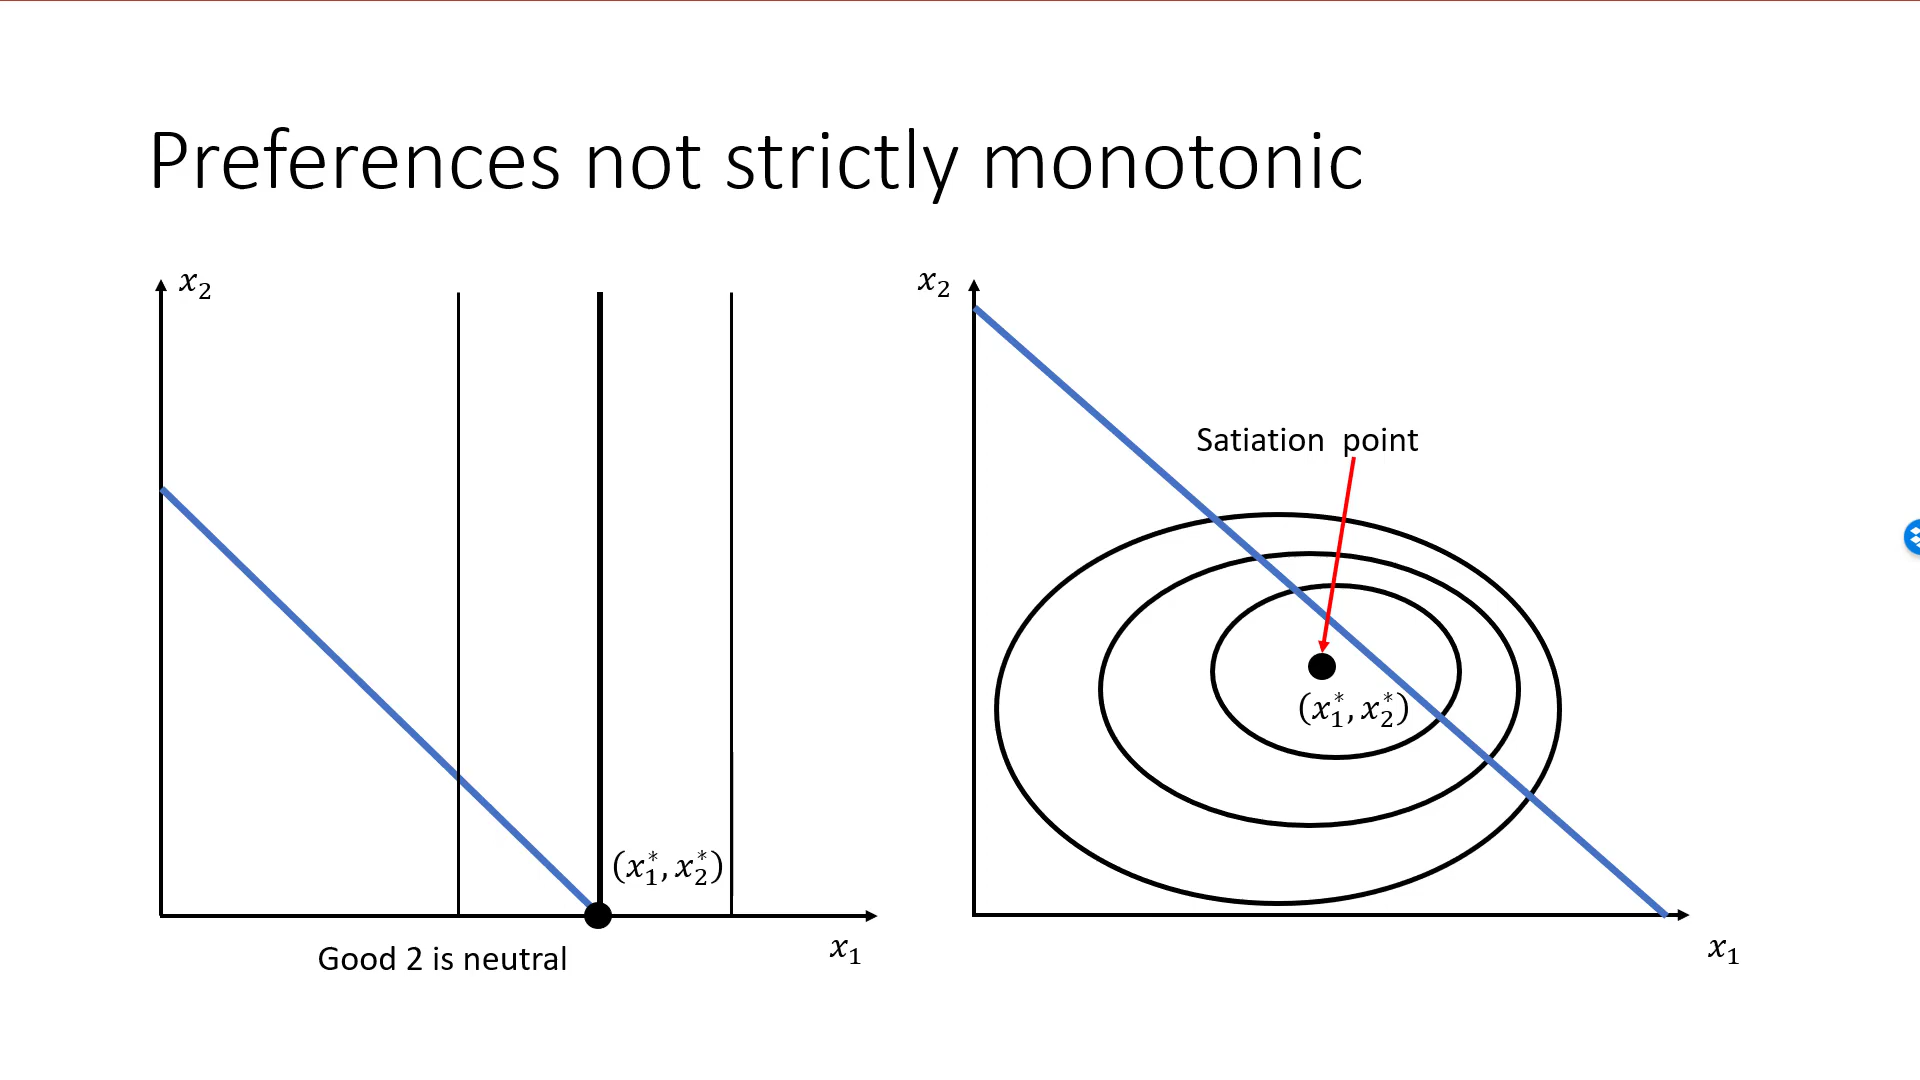 Preferences not strictly monotonic
x₂
(x₁*, x₂*)
x₁
Good 2 is neutral
x₂
Satiation point
(x₁*, x₂*)
x₁